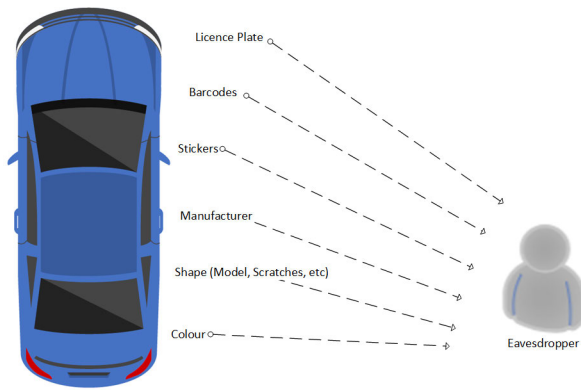 Licence Plate
Barcodes
Stickers
Manufacturer
Shape (Model, Scratches, etc)
Colour
Eavesdropper